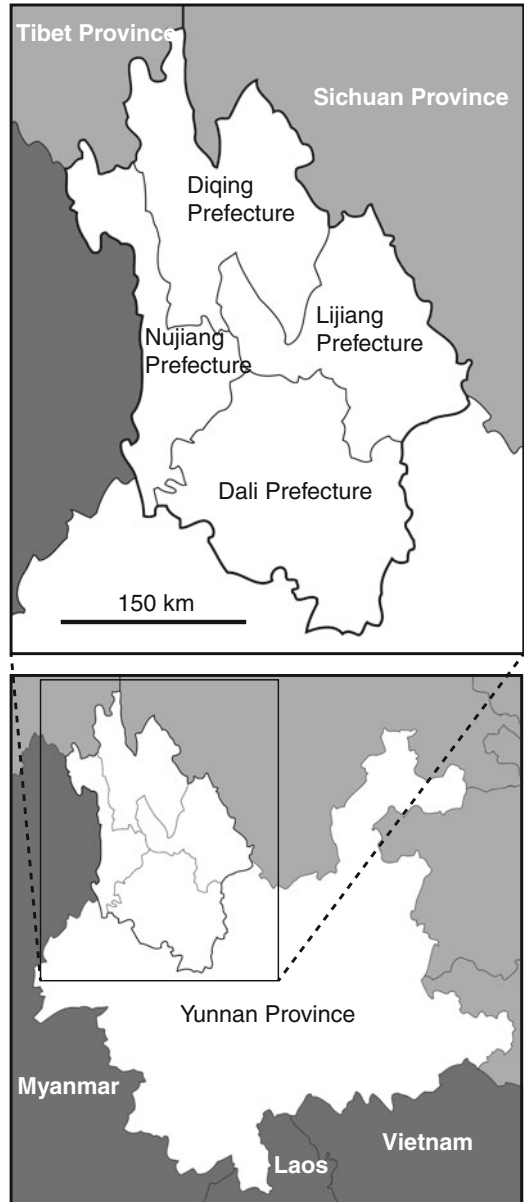 Tibet Province
Sichuan Province
Diqing
Prefecture
Lijiang
Prefecture
Nujiang
Prefecture
Dali Prefecture
150 km
Yunnan Province
Myanmar
Vietnam
Laos